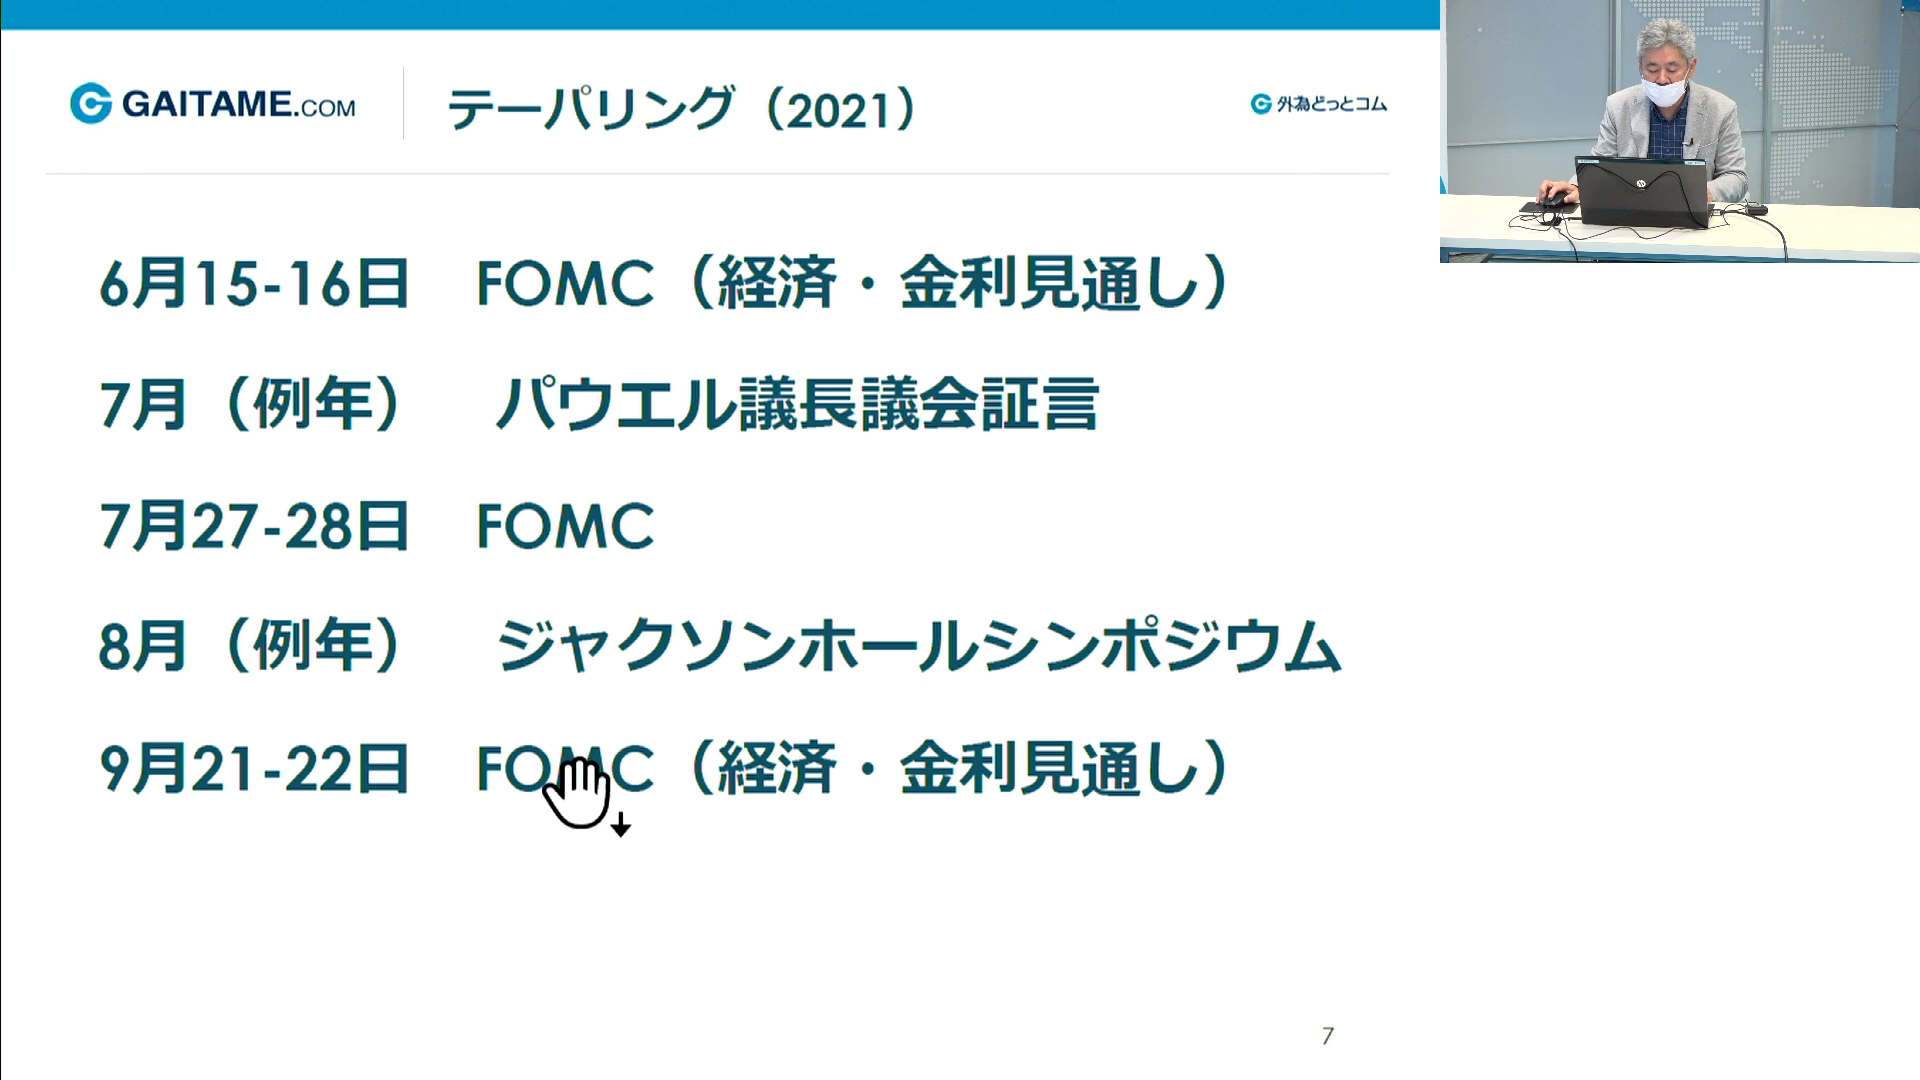 GAITAME.COM
テーパリング（2021）
外為どっとコム
6月15-16日　FOMC（経済・金利見通し）
7月（例年）　パウエル議長議会証言
7月27-28日　FOMC
8月（例年）　ジャクソンホールシンポジウム
9月21-22日　FOMC（経済・金利見通し）
7